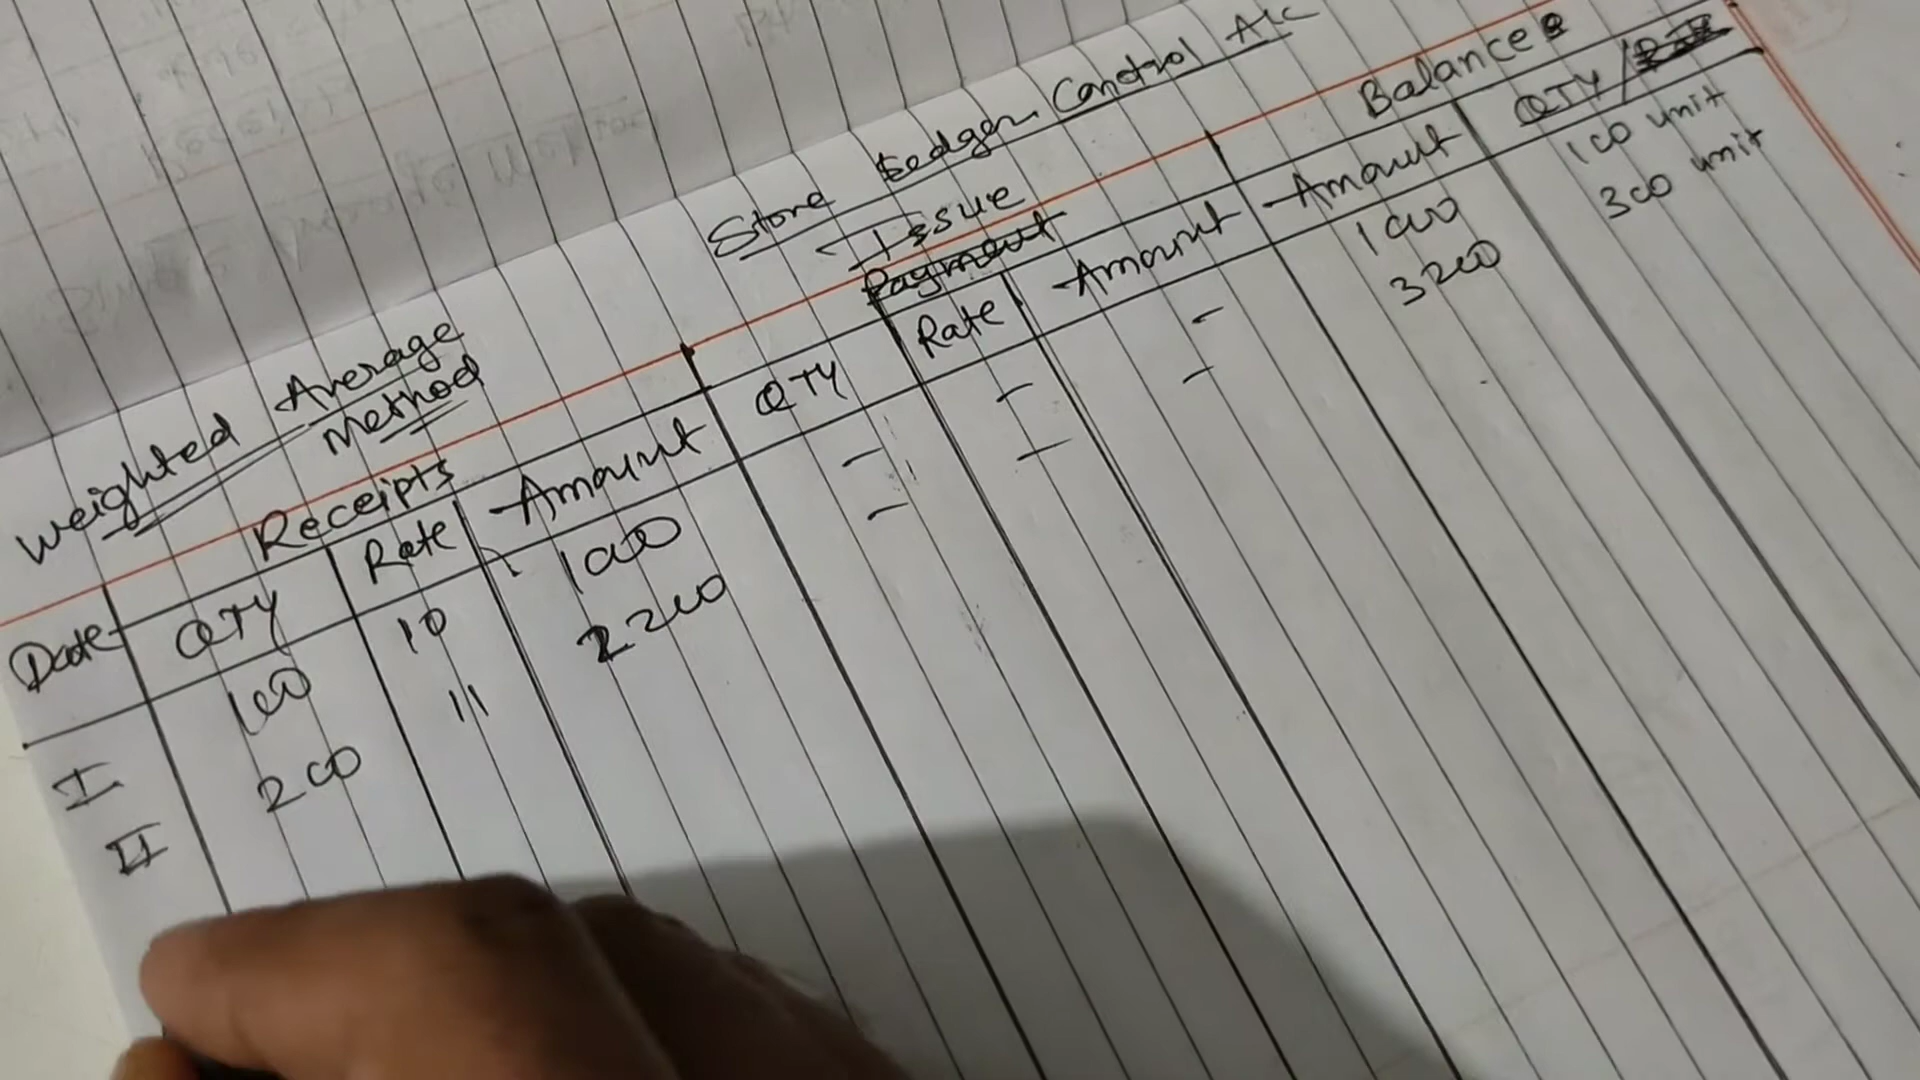 Weighted Average
Method
Store Ledger Control A/c
Receipts
Issue
Payment
Balance
Date QTY Rate Amount QTY Rate Amount Amount QTY/
I 100 10 1000 - - - 1000 100 unit
II 200 11 2200 - - - 3200 300 unit